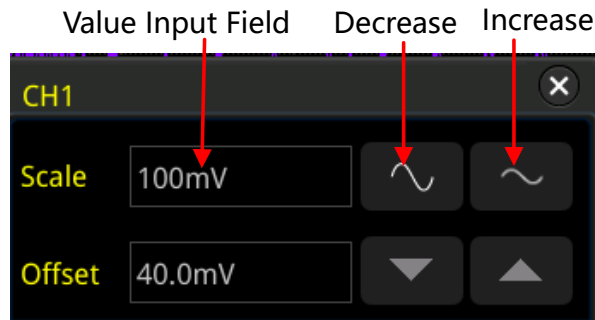 Value Input Field Decrease Increase
CH1
Scale 100mV
Offset 40.0mV